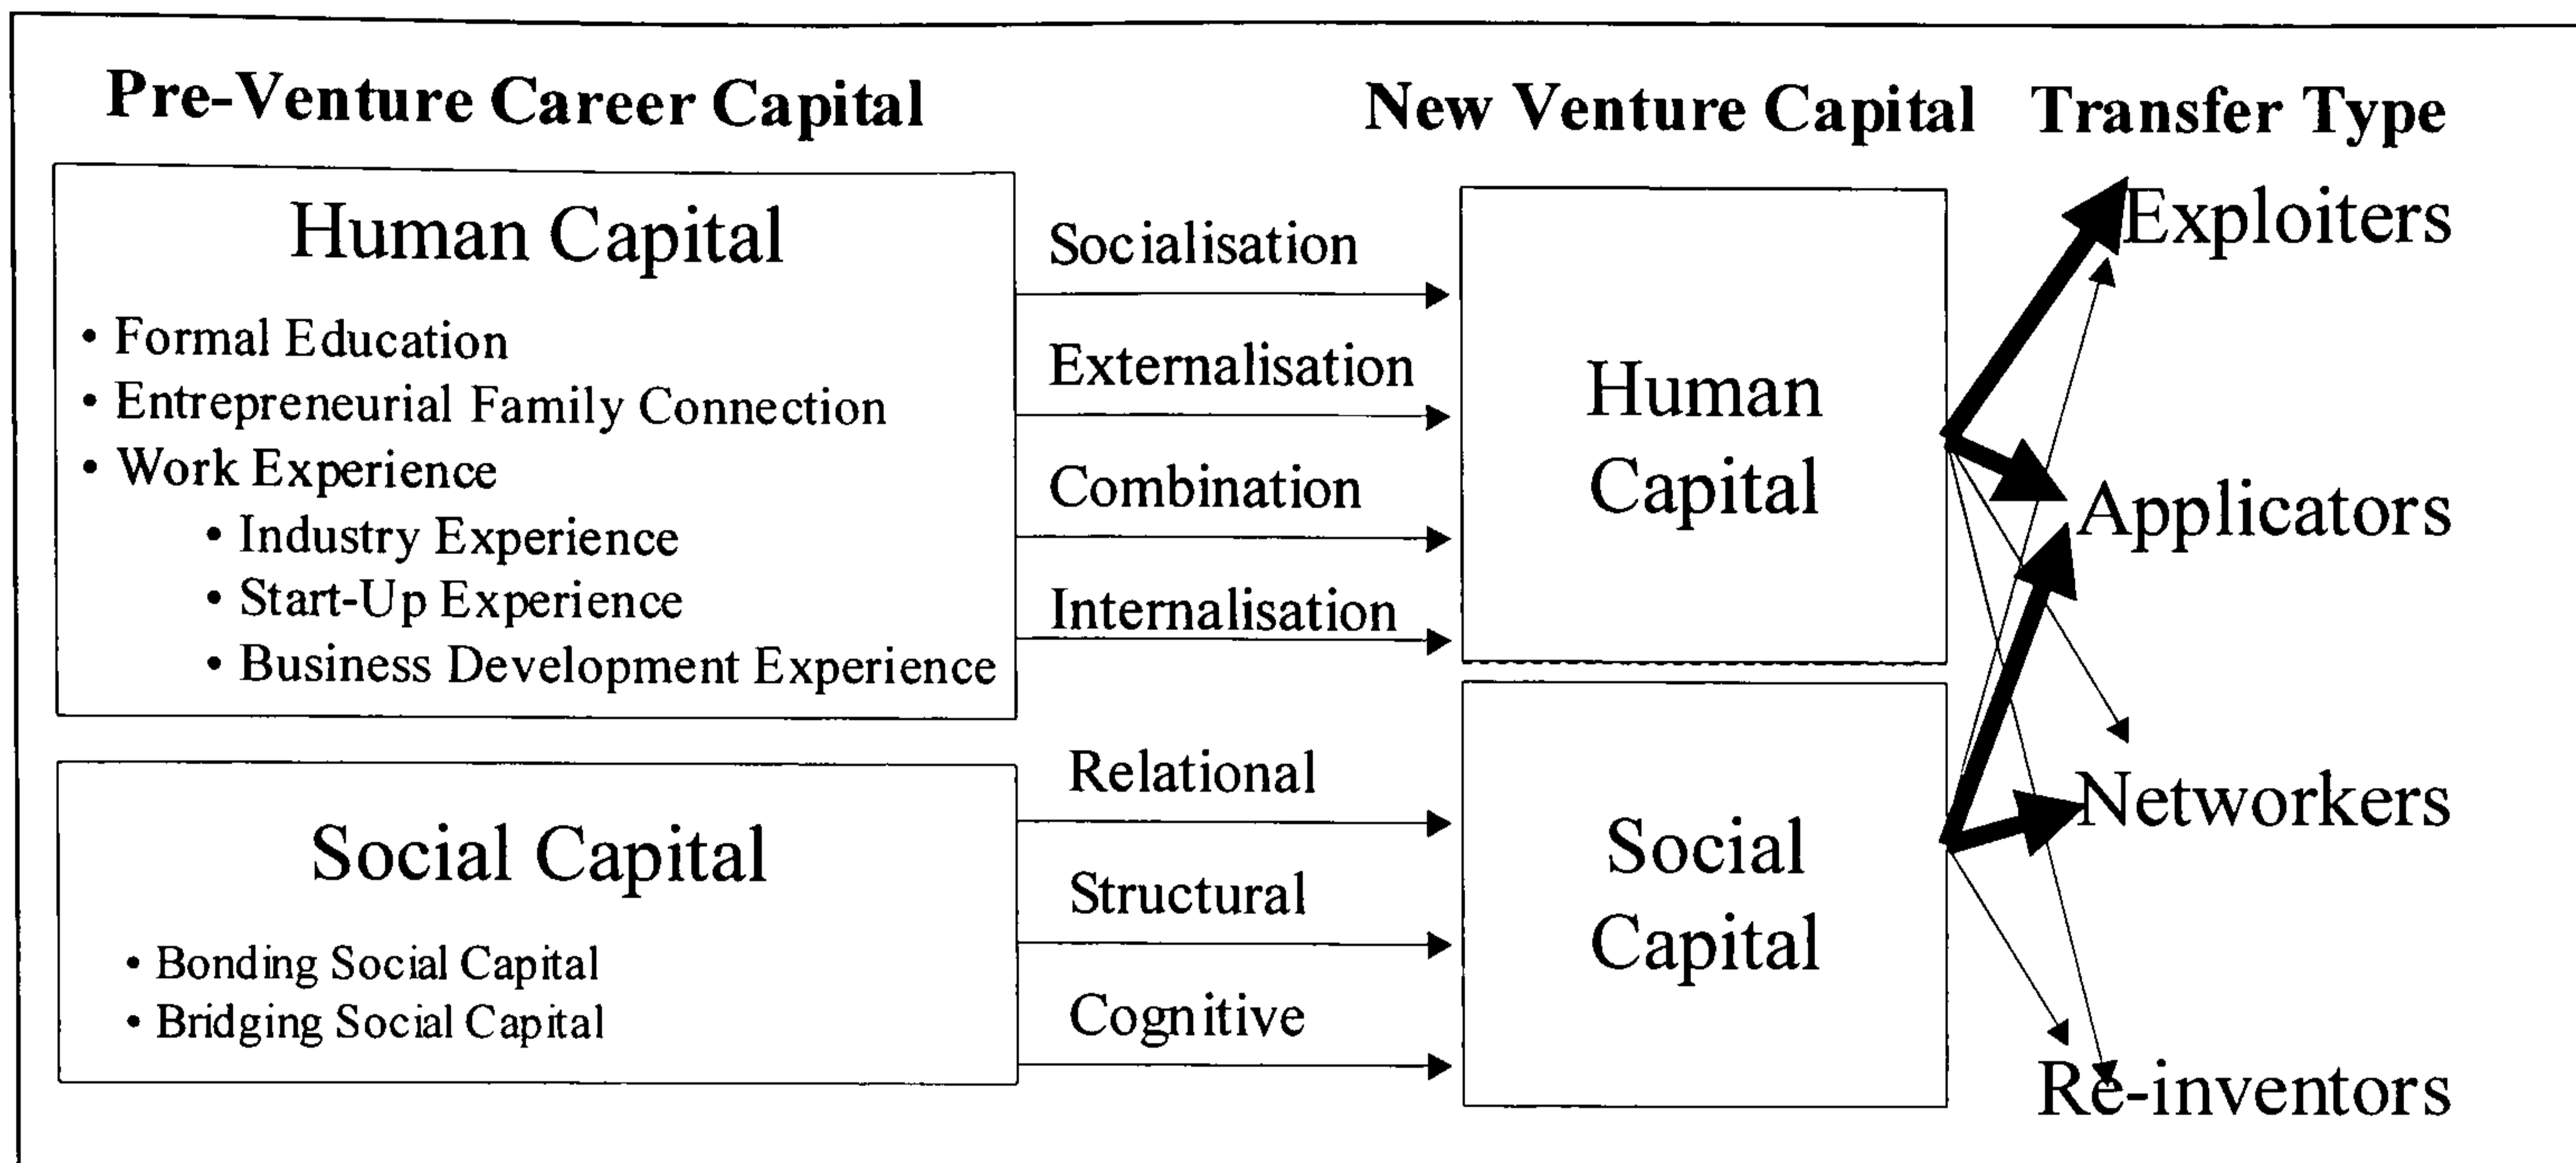 Pre-Venture Career Capital
New Venture Capital
Transfer Type
Human Capital
• Formal Education
• Entrepreneurial Family Connection
• Work Experience
• Industry Experience
• Start-Up Experience
• Business Development Experience
Socialisation
Externalisation
Combination
Internalisation
Human
Capital
Exploiters
Applicators
Networkers
Re-inventors
Social Capital
• Bonding Social Capital
• Bridging Social Capital
Relational
Structural
Cognitive
Social
Capital